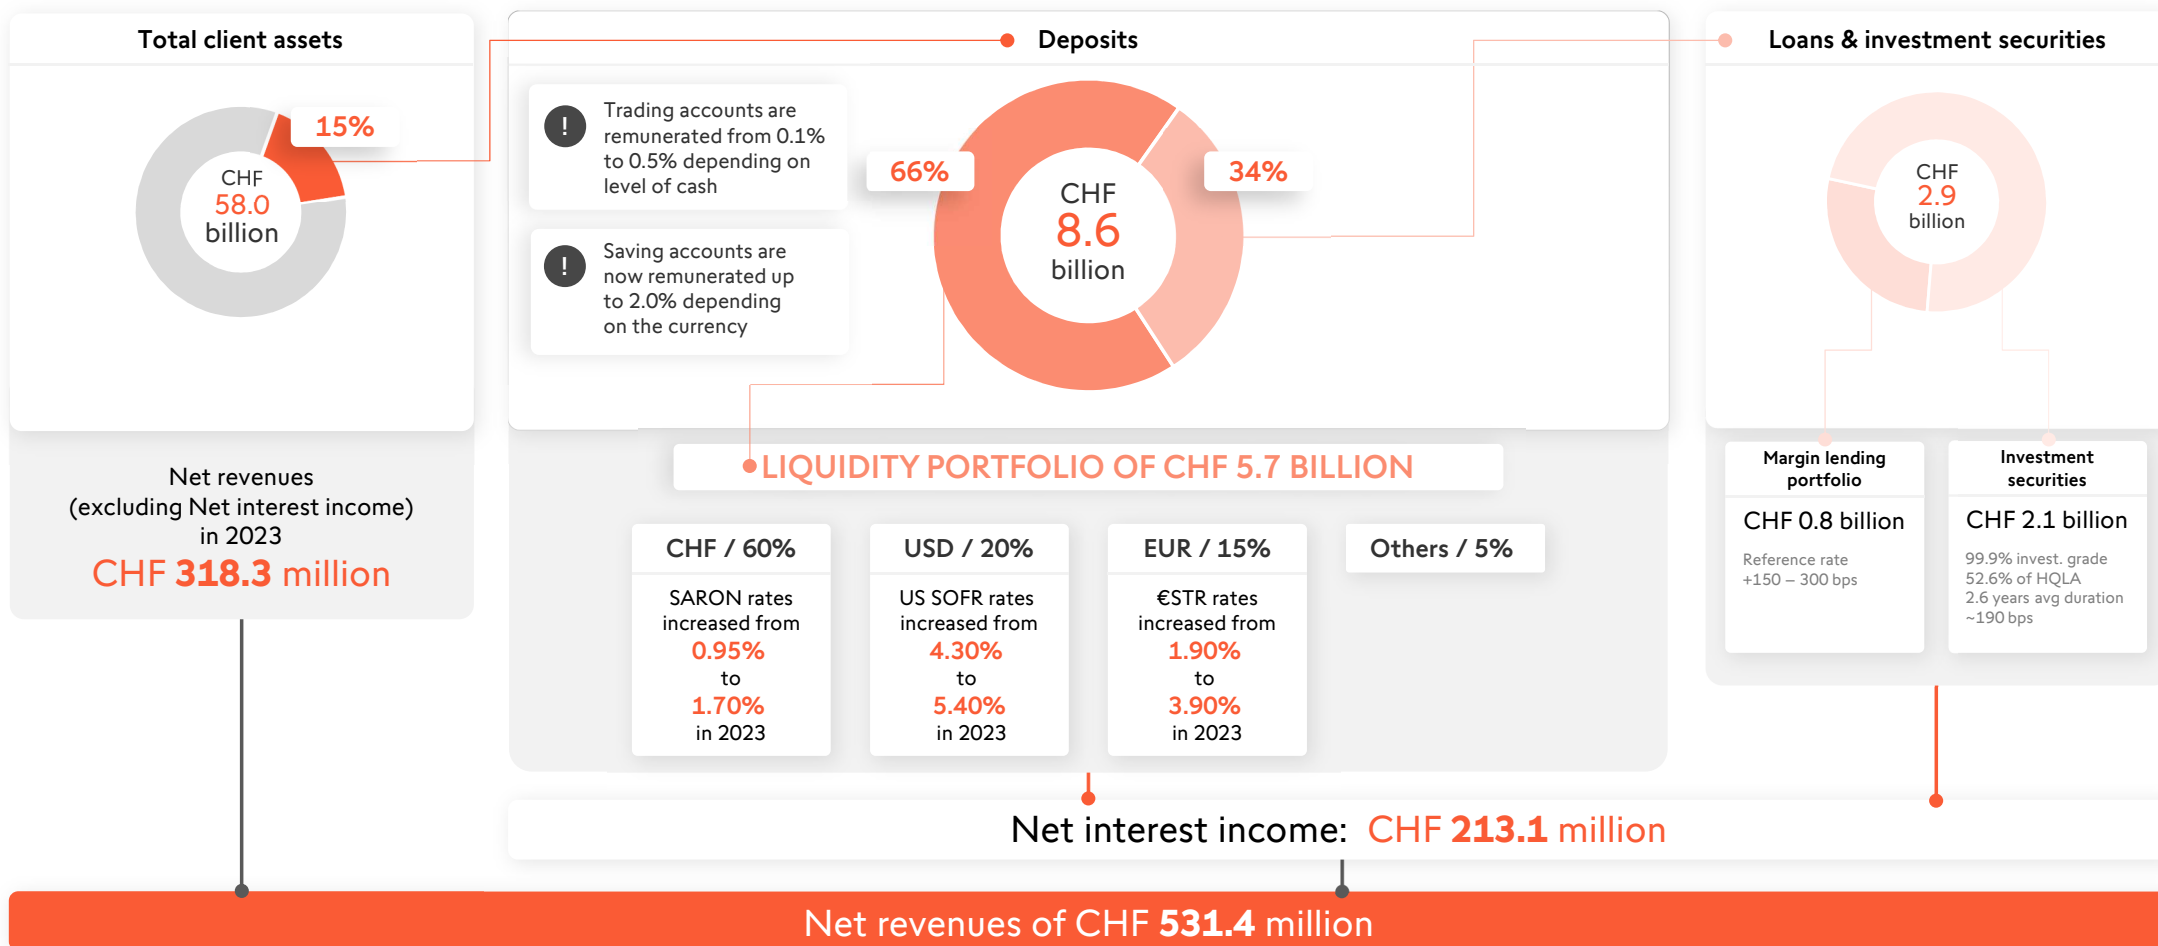 Total client assets
15%
CHF
58.0
billion
Net revenues
(excluding Net interest income)
in 2023
CHF 318.3 million
Deposits
!
Trading accounts are
remunerated from 0.1%
to 0.5% depending on
level of cash
!
Saving accounts are
now remunerated up
to 2.0% depending
on the currency
66%
34%
CHF
8.6
billion
LIQUIDITY PORTFOLIO OF CHF 5.7 BILLION
CHF / 60%
SARON rates
increased from
0.95%
to
1.70%
in 2023
USD / 20%
US SOFR rates
increased from
4.30%
to
5.40%
in 2023
EUR / 15%
€STR rates
increased from
1.90%
to
3.90%
in 2023
Others / 5%
Loans & investment securities
CHF
2.9
billion
Margin lending
portfolio
CHF 0.8 billion
Reference rate
+150 – 300 bps
Investment
securities
CHF 2.1 billion
99.9% invest. grade
52.6% of HQLA
2.6 years avg duration
~190 bps
Net interest income: CHF 213.1 million
Net revenues of CHF 531.4 million